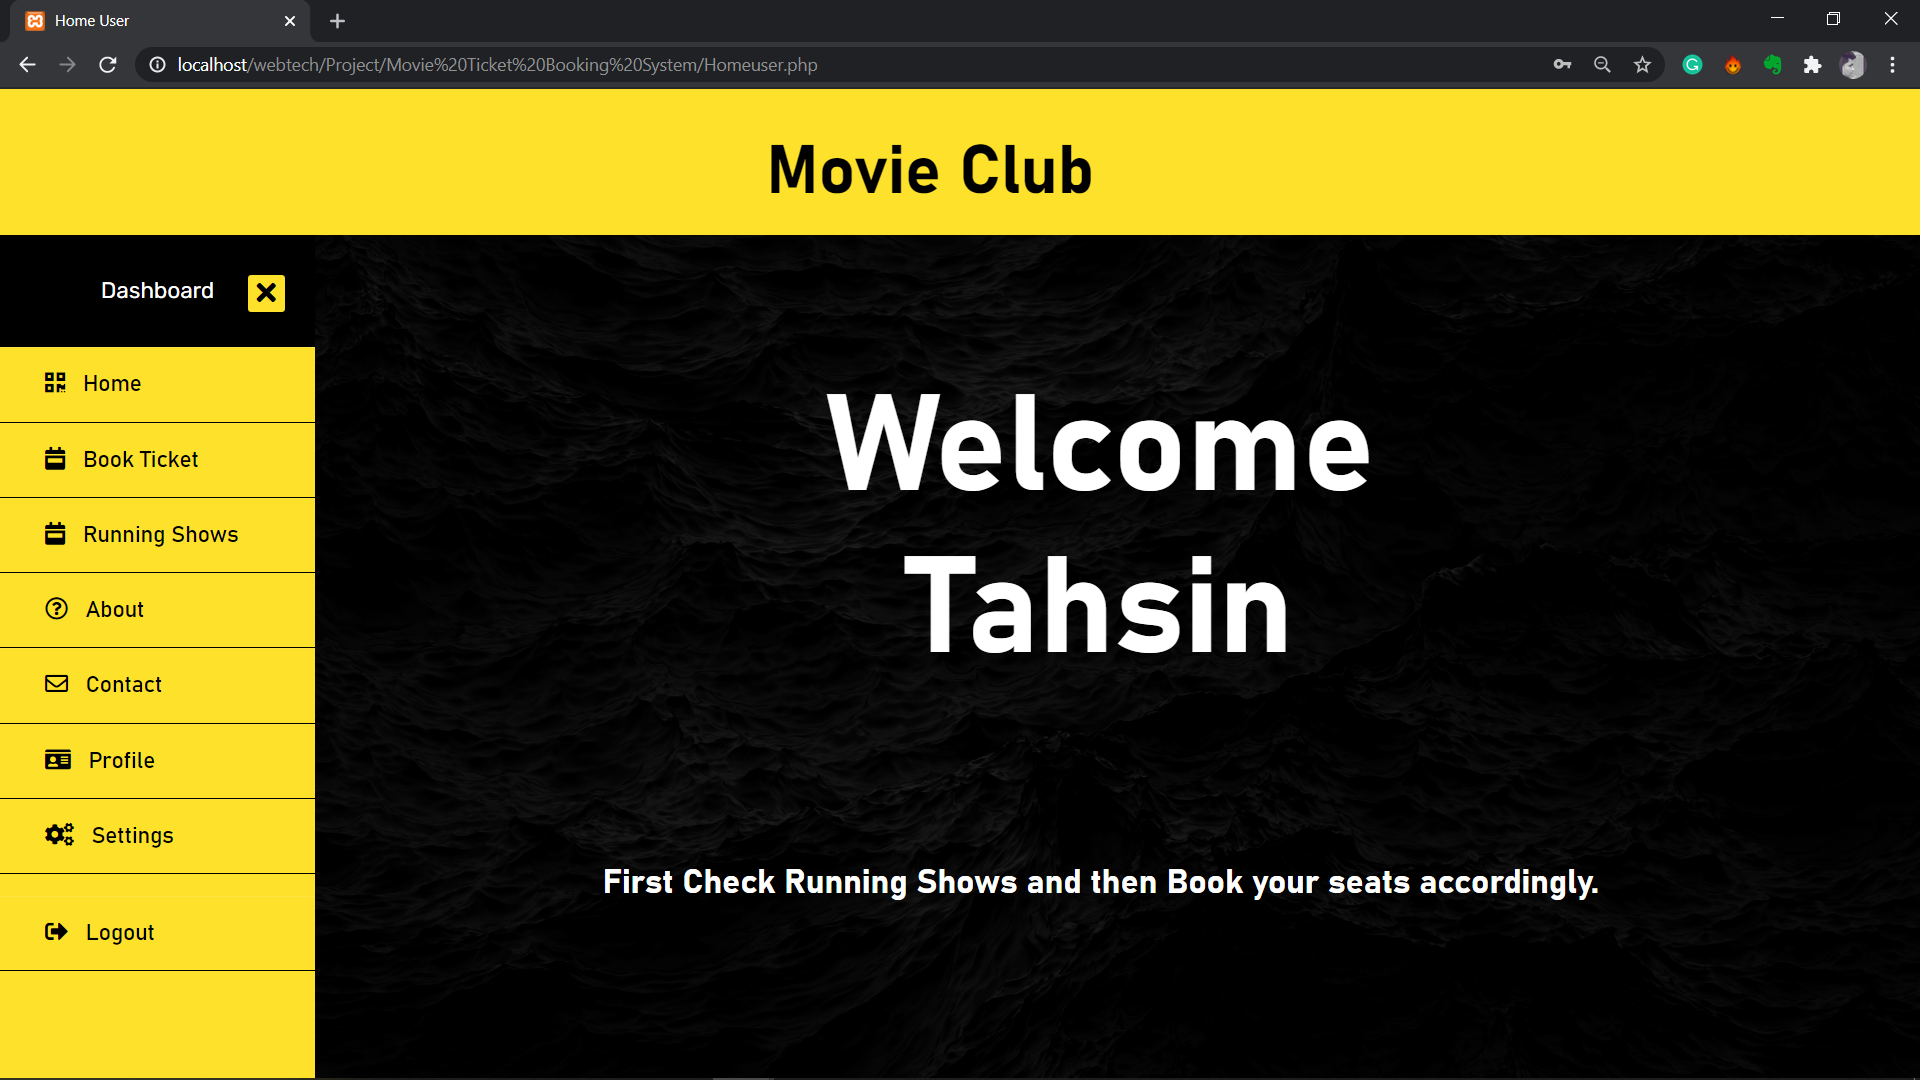 Home User
localhost/webtech/Project/Movie%20Ticket%20Booking%20System/Homeuser.php
Movie Club
Dashboard
Home
Book Ticket
Running Shows
About
Contact
Profile
Settings
Logout
Welcome
Tahsin
First Check Running Shows and then Book your seats accordingly.